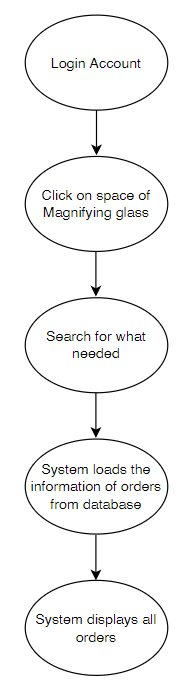 Login Account
Click on space of
Magnifying glass
Search for what
needed
System loads the
information of orders
from database
System displays all
orders